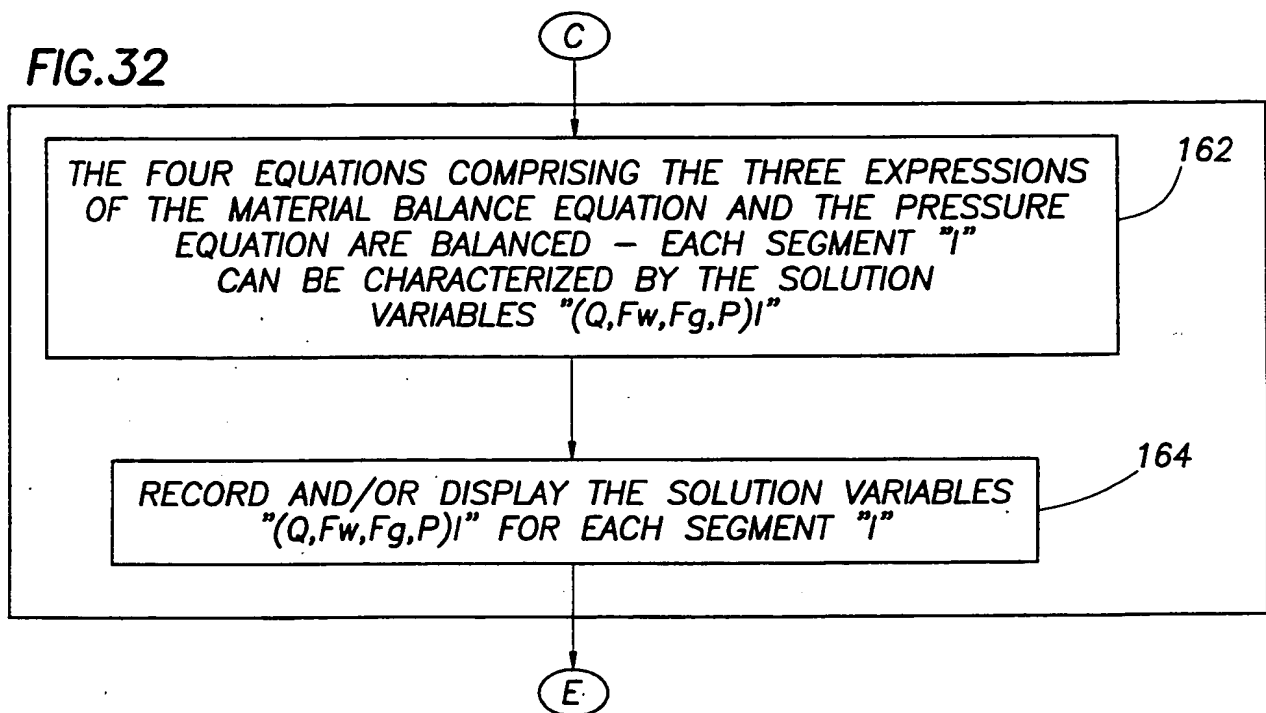 C
FIG.32
THE FOUR EQUATIONS COMPRISING THE THREE EXPRESSIONS
OF THE MATERIAL BALANCE EQUATION AND THE PRESSURE
EQUATION ARE BALANCED – EACH SEGMENT "I"
CAN BE CHARACTERIZED BY THE SOLUTION
VARIABLES "(Q,Fw,Fg,P)I"
162
RECORD AND/OR DISPLAY THE SOLUTION VARIABLES
"(Q,Fw,Fg,P)I" FOR EACH SEGMENT "I"
164
E